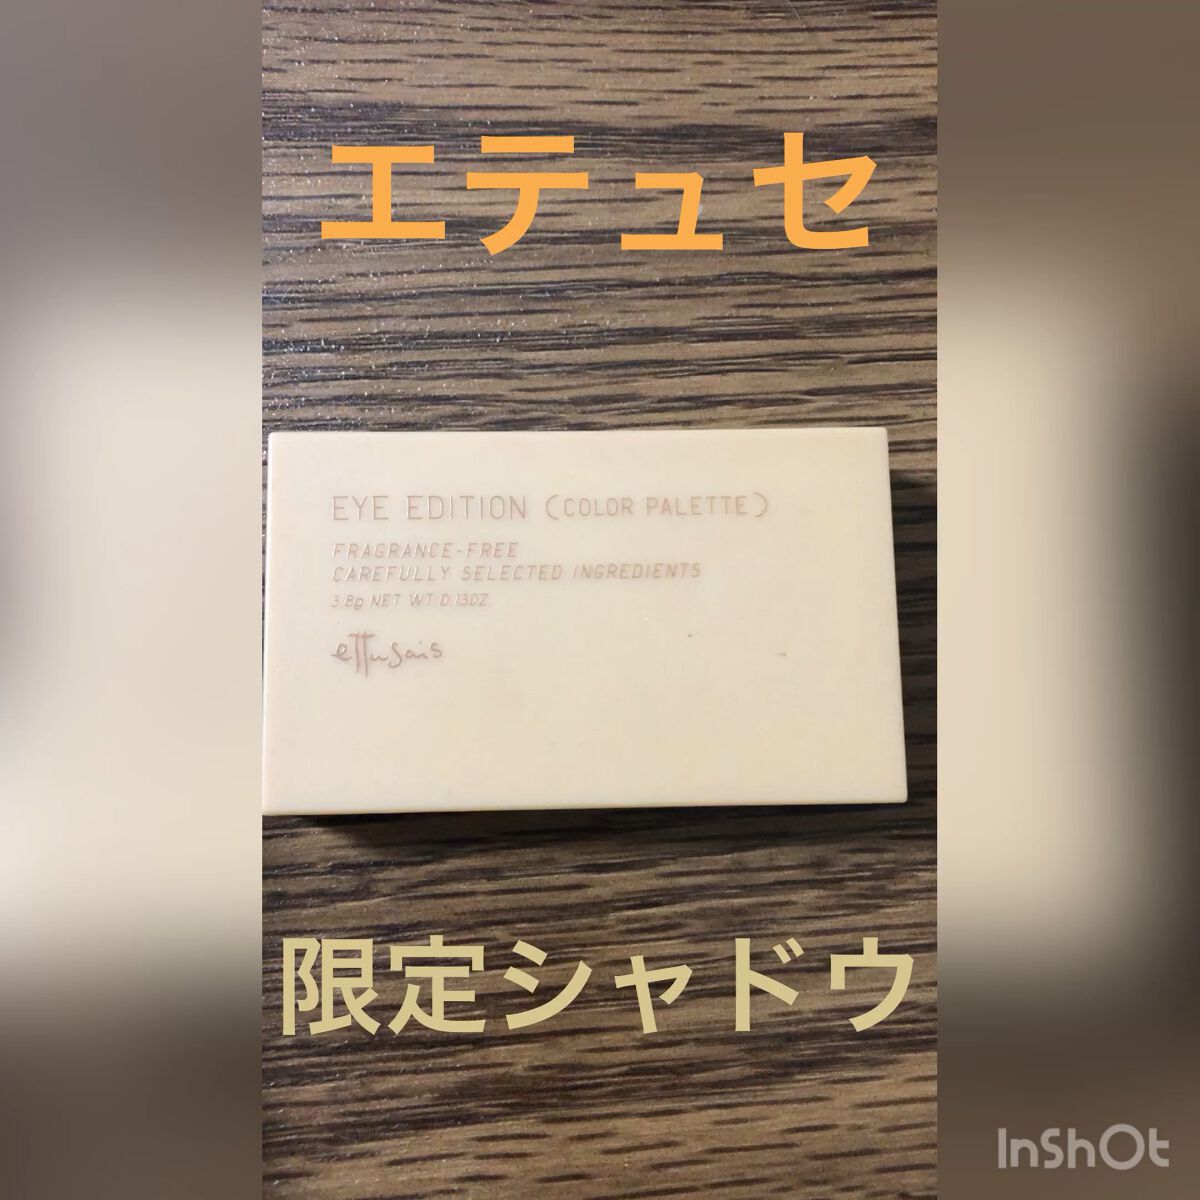 エテュセ
EYE EDITION (COLOR PALETTE)
FRAGRANCE-FREE
CAREFULLY SELECTED INGREDIENTS
3.8g NET WT 0.13OZ.
ettusais
限定シャドウ
InShOt